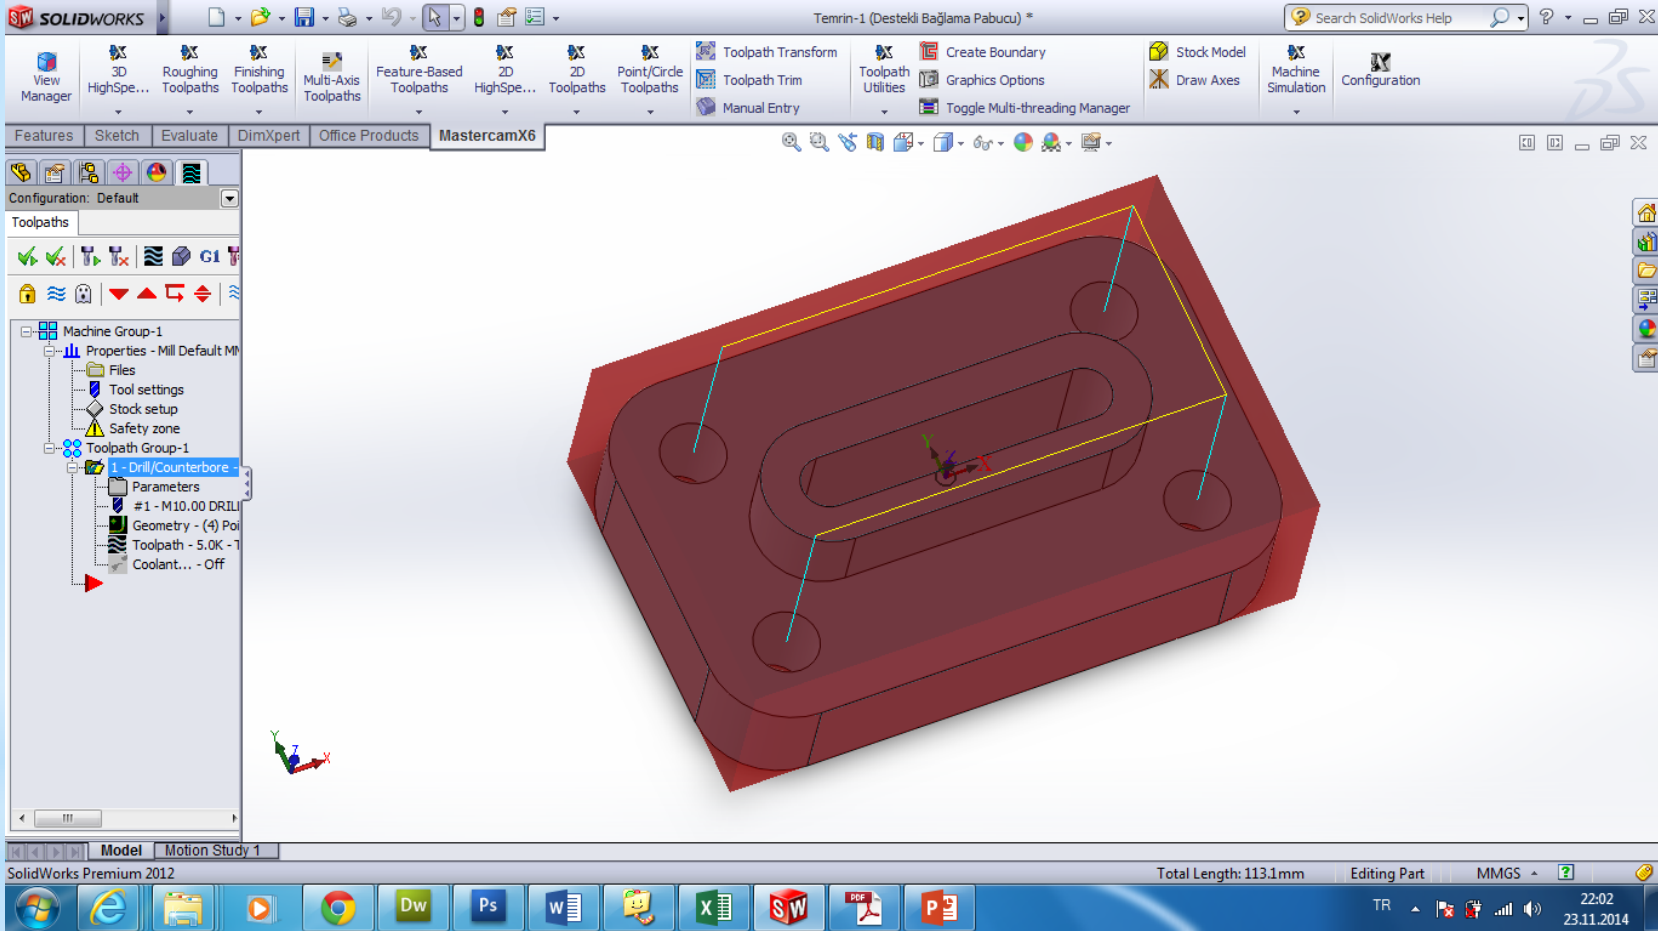 SOLIDWORKS
Temrin-1 (Destekli Bağlama Pabucu) *
Search SolidWorks Help
View Manager
3D HighSpe...
Roughing Toolpaths
Finishing Toolpaths
Multi-Axis Toolpaths
Feature-Based Toolpaths
2D HighSpe...
2D Toolpaths
Point/Circle Toolpaths
Toolpath Transform
Toolpath Trim
Manual Entry
Toolpath Utilities
Create Boundary
Graphics Options
Toggle Multi-threading Manager
Stock Model
Draw Axes
Machine Simulation
Configuration
Features Sketch Evaluate DimXpert Office Products MastercamX6
Configuration: Default
Toolpaths
G1
Machine Group-1
Properties - Mill Default MM
Files
Tool settings
Stock setup
Safety zone
Toolpath Group-1
1 - Drill/Counterbore -
Parameters
#1 - M10.00 DRILL
Geometry - (4) Poi
Toolpath - 5.0K - T
Coolant... - Off
Y
Z
X
Y
Z
X
Model Motion Study 1
SolidWorks Premium 2012
Total Length: 113.1mm Editing Part MMGS
Dw
Ps
W
X
SW
PDF
P
TR
22:02
23.11.2014